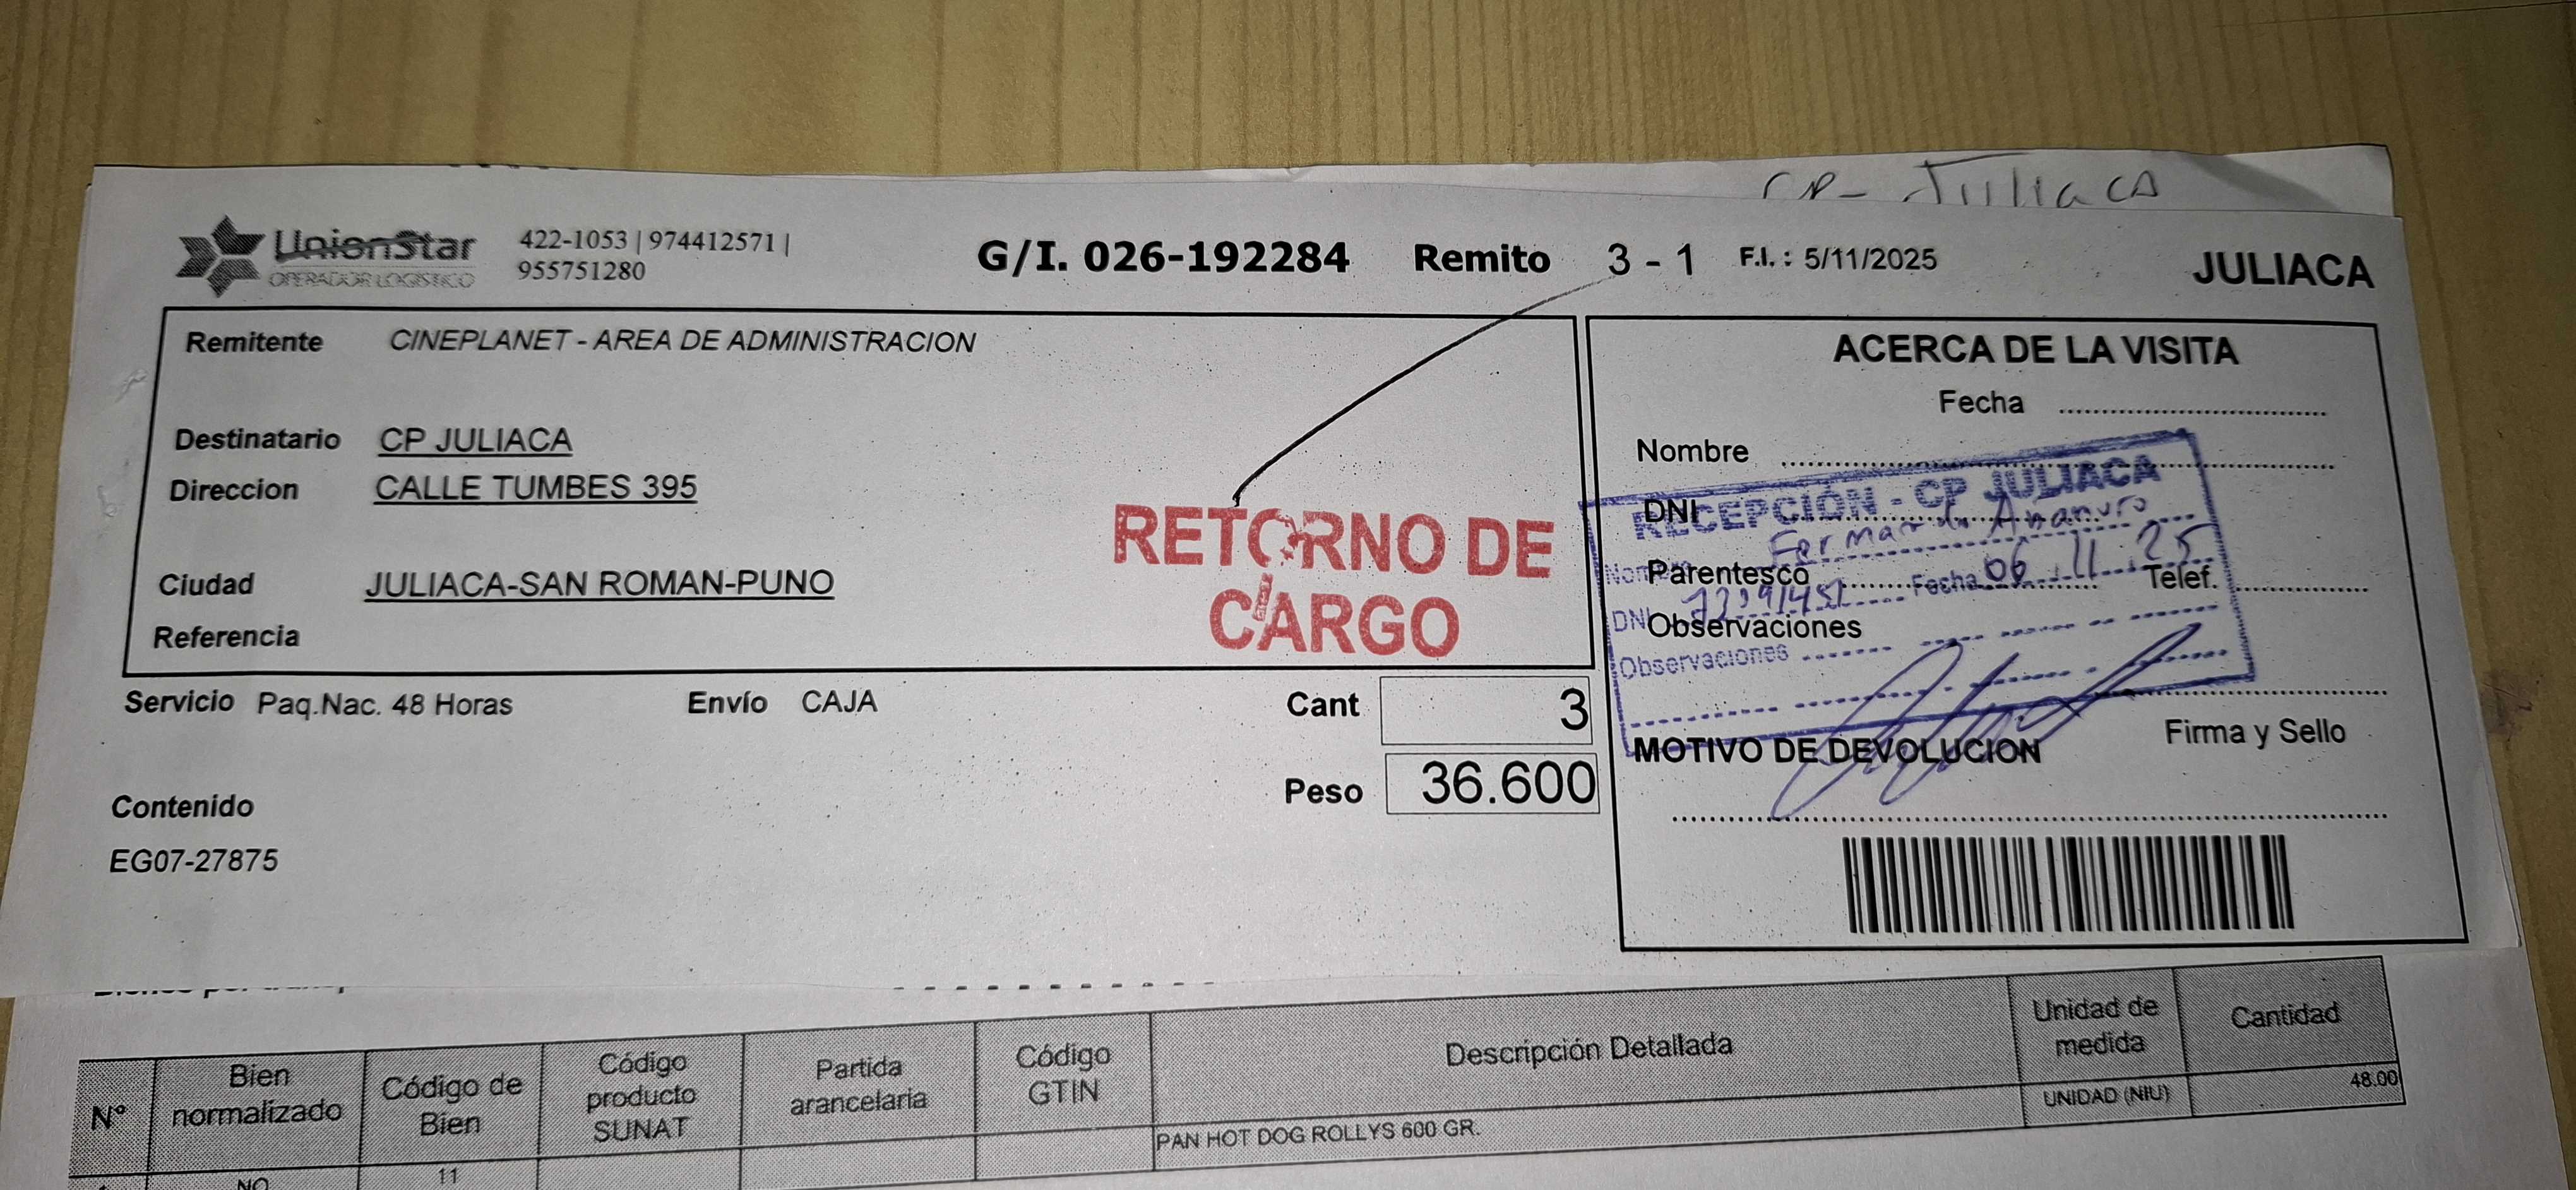 CP- Juliaca
UnionStar
OPERADOR LOGISTICO
422-1053 | 974412571 |
955751280
G/I. 026-192284 Remito 3 - 1 F.I. : 5/11/2025
JULIACA
Remitente CINEPLANET - AREA DE ADMINISTRACION
Destinatario CP JULIACA
Direccion CALLE TUMBES 395
Ciudad JULIACA-SAN ROMAN-PUNO
Referencia
RETORNO DE
CARGO
Servicio Paq.Nac. 48 Horas Envío CAJA
Cant 3
Peso 36.600
Contenido
EG07-27875
ACERCA DE LA VISITA
Fecha
Nombre
DNI
Parentesco Telef.
Observaciones
Firma y Sello
MOTIVO DE DEVOLUCION
RECEPCIÓN - CP JULIACA
Fecha 06 11 25
DNI
Observaciones
N° Bien normalizado Código de Bien Código producto SUNAT Partida arancelaria Código GTIN Descripción Detallada Unidad de medida Cantidad
NO 11 PAN HOT DOG ROLLYS 600 GR. UNIDAD (NIU) 48.00